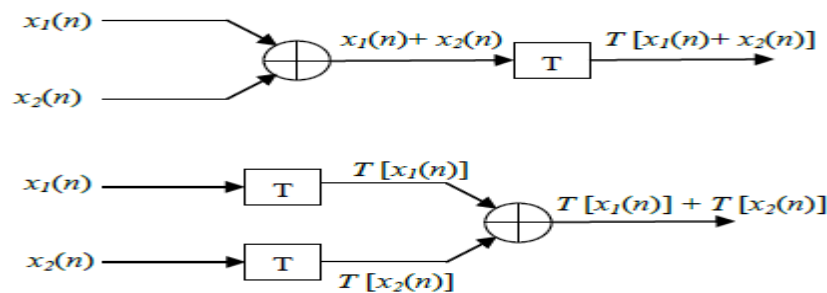 x₁(n)
x₁(n)+ x₂(n) T T [x₁(n)+ x₂(n)]
x₂(n)
x₁(n) T T [x₁(n)]
T [x₁(n)] + T [x₂(n)]
x₂(n) T T [x₂(n)]